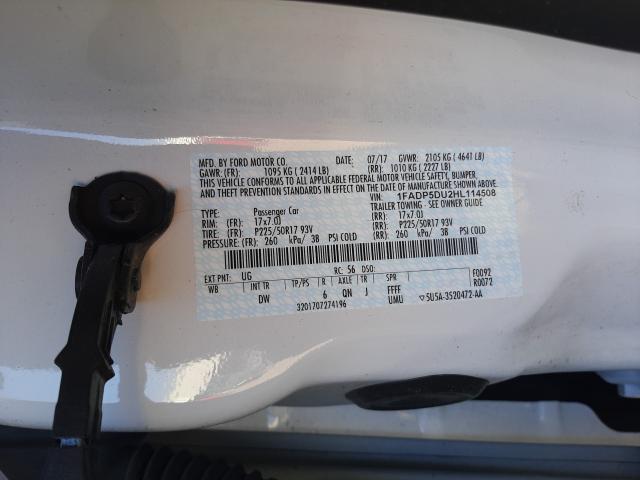 MFD. BY FORD MOTOR CO. DATE: 07/17 GVWR: 2105 KG ( 4641 LB)
GAWR: (FR): 1095 KG ( 2414 LB) (RR): 1010 KG ( 2227 LB)
THIS VEHICLE CONFORMS TO ALL APPLICABLE FEDERAL MOTOR VEHICLE SAFETY, BUMPER,
AND THEFT PREVENTION STANDARDS IN EFFECT ON THE DATE OF MANUFACTURE SHOWN ABOVE.
VIN: 1FADP5DU2HL114508
TYPE: Passenger Car TRAILER TOWING - SEE OWNER GUIDE
RIM: (FR): 17x7.0J (RR): 17x7.0J
TIRE: (FR): P225/50R17 93V (RR): P225/50R17 93V
PRESSURE: (FR): 260 kPa/ 38 PSI COLD (RR): 260 kPa/ 38 PSI COLD
EXT PNT: UG RC: 56 DSO: F0092
WB INT TR TP/PS R AXLE TR SPR R0072
DW 6 QN J FFFF
3201707274196 UMU 5U5A-3520472-AA